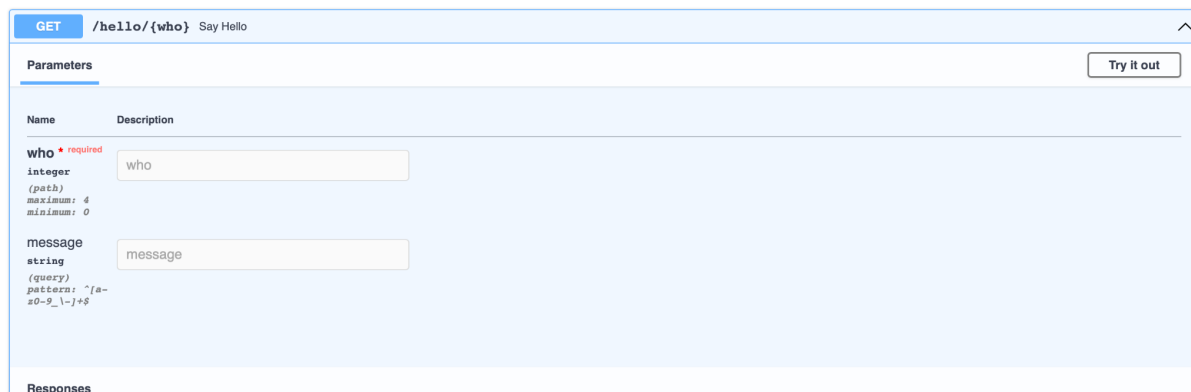 GET /hello/{who} Say Hello
Parameters
Try it out
Name Description
who * required
integer
(path)
maximum: 4
minimum: 0
who
message
string
(query)
pattern: ^[a-
z0-9_\-]+$
message
Responses